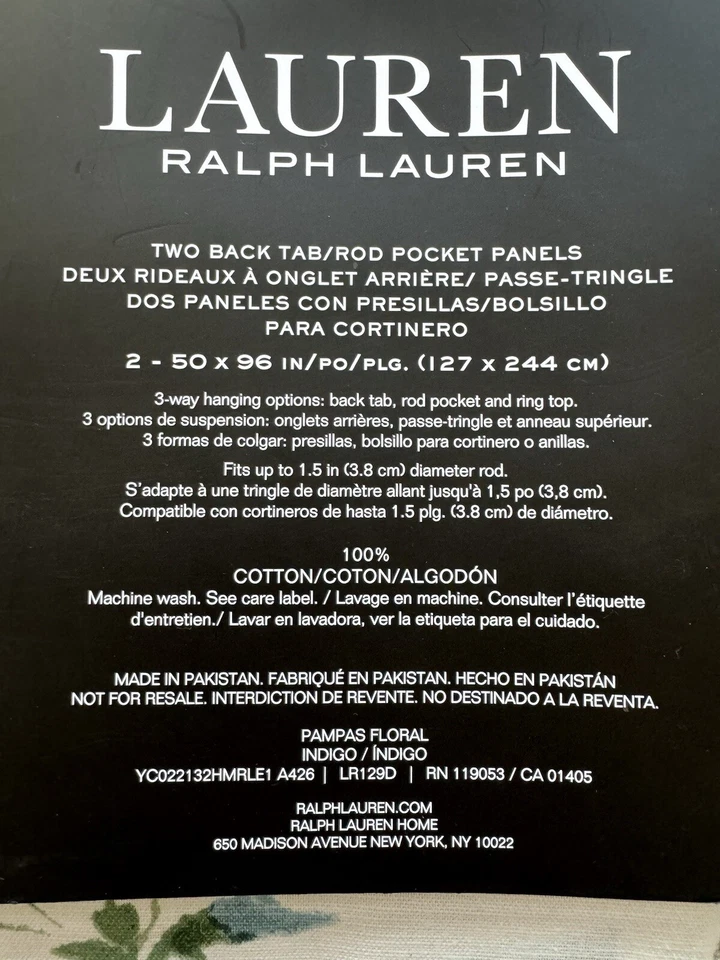 LAUREN
RALPH LAUREN
TWO BACK TAB/ROD POCKET PANELS
DEUX RIDEAUX À ONGLET ARRIÈRE/ PASSE-TRINGLE
DOS PANELES CON PRESILLAS/BOLSILLO
PARA CORTINERO
2 - 50 x 96 IN/PO/PLG. (127 x 244 CM)
3-way hanging options: back tab, rod pocket and ring top.
3 options de suspension: onglets arrières, passe-tringle et anneau supérieur.
3 formas de colgar: presillas, bolsillo para cortinero o anillas.
Fits up to 1.5 in (3.8 cm) diameter rod.
S'adapte à une tringle de diamètre allant jusqu'à 1,5 po (3,8 cm).
Compatible con cortineros de hasta 1.5 plg. (3.8 cm) de diámetro.
100%
COTTON/COTON/ALGODÓN
Machine wash. See care label. / Lavage en machine. Consulter l'étiquette
d'entretien./ Lavar en lavadora, ver la etiqueta para el cuidado.
MADE IN PAKISTAN. FABRIQUÉ EN PAKISTAN. HECHO EN PAKISTÁN
NOT FOR RESALE. INTERDICTION DE REVENTE. NO DESTINADO A LA REVENTA.
PAMPAS FLORAL
INDIGO / ÍNDIGO
YC022132HMRLE1 A426 | LR129D | RN 119053 / CA 01405
RALPHLAUREN.COM
RALPH LAUREN HOME
650 MADISON AVENUE NEW YORK, NY 10022